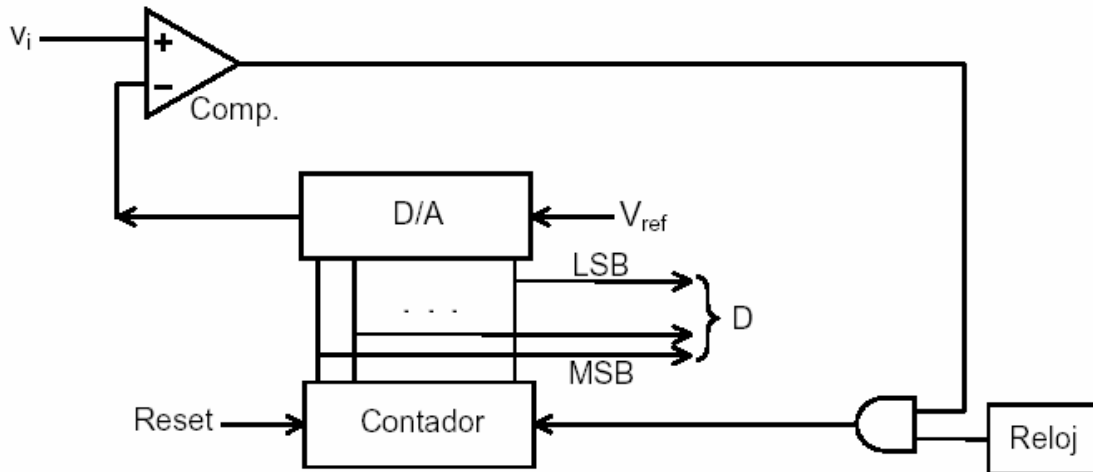 vi
+
−
Comp.
D/A
Vref
LSB
. . .
D
MSB
Reset
Contador
Reloj